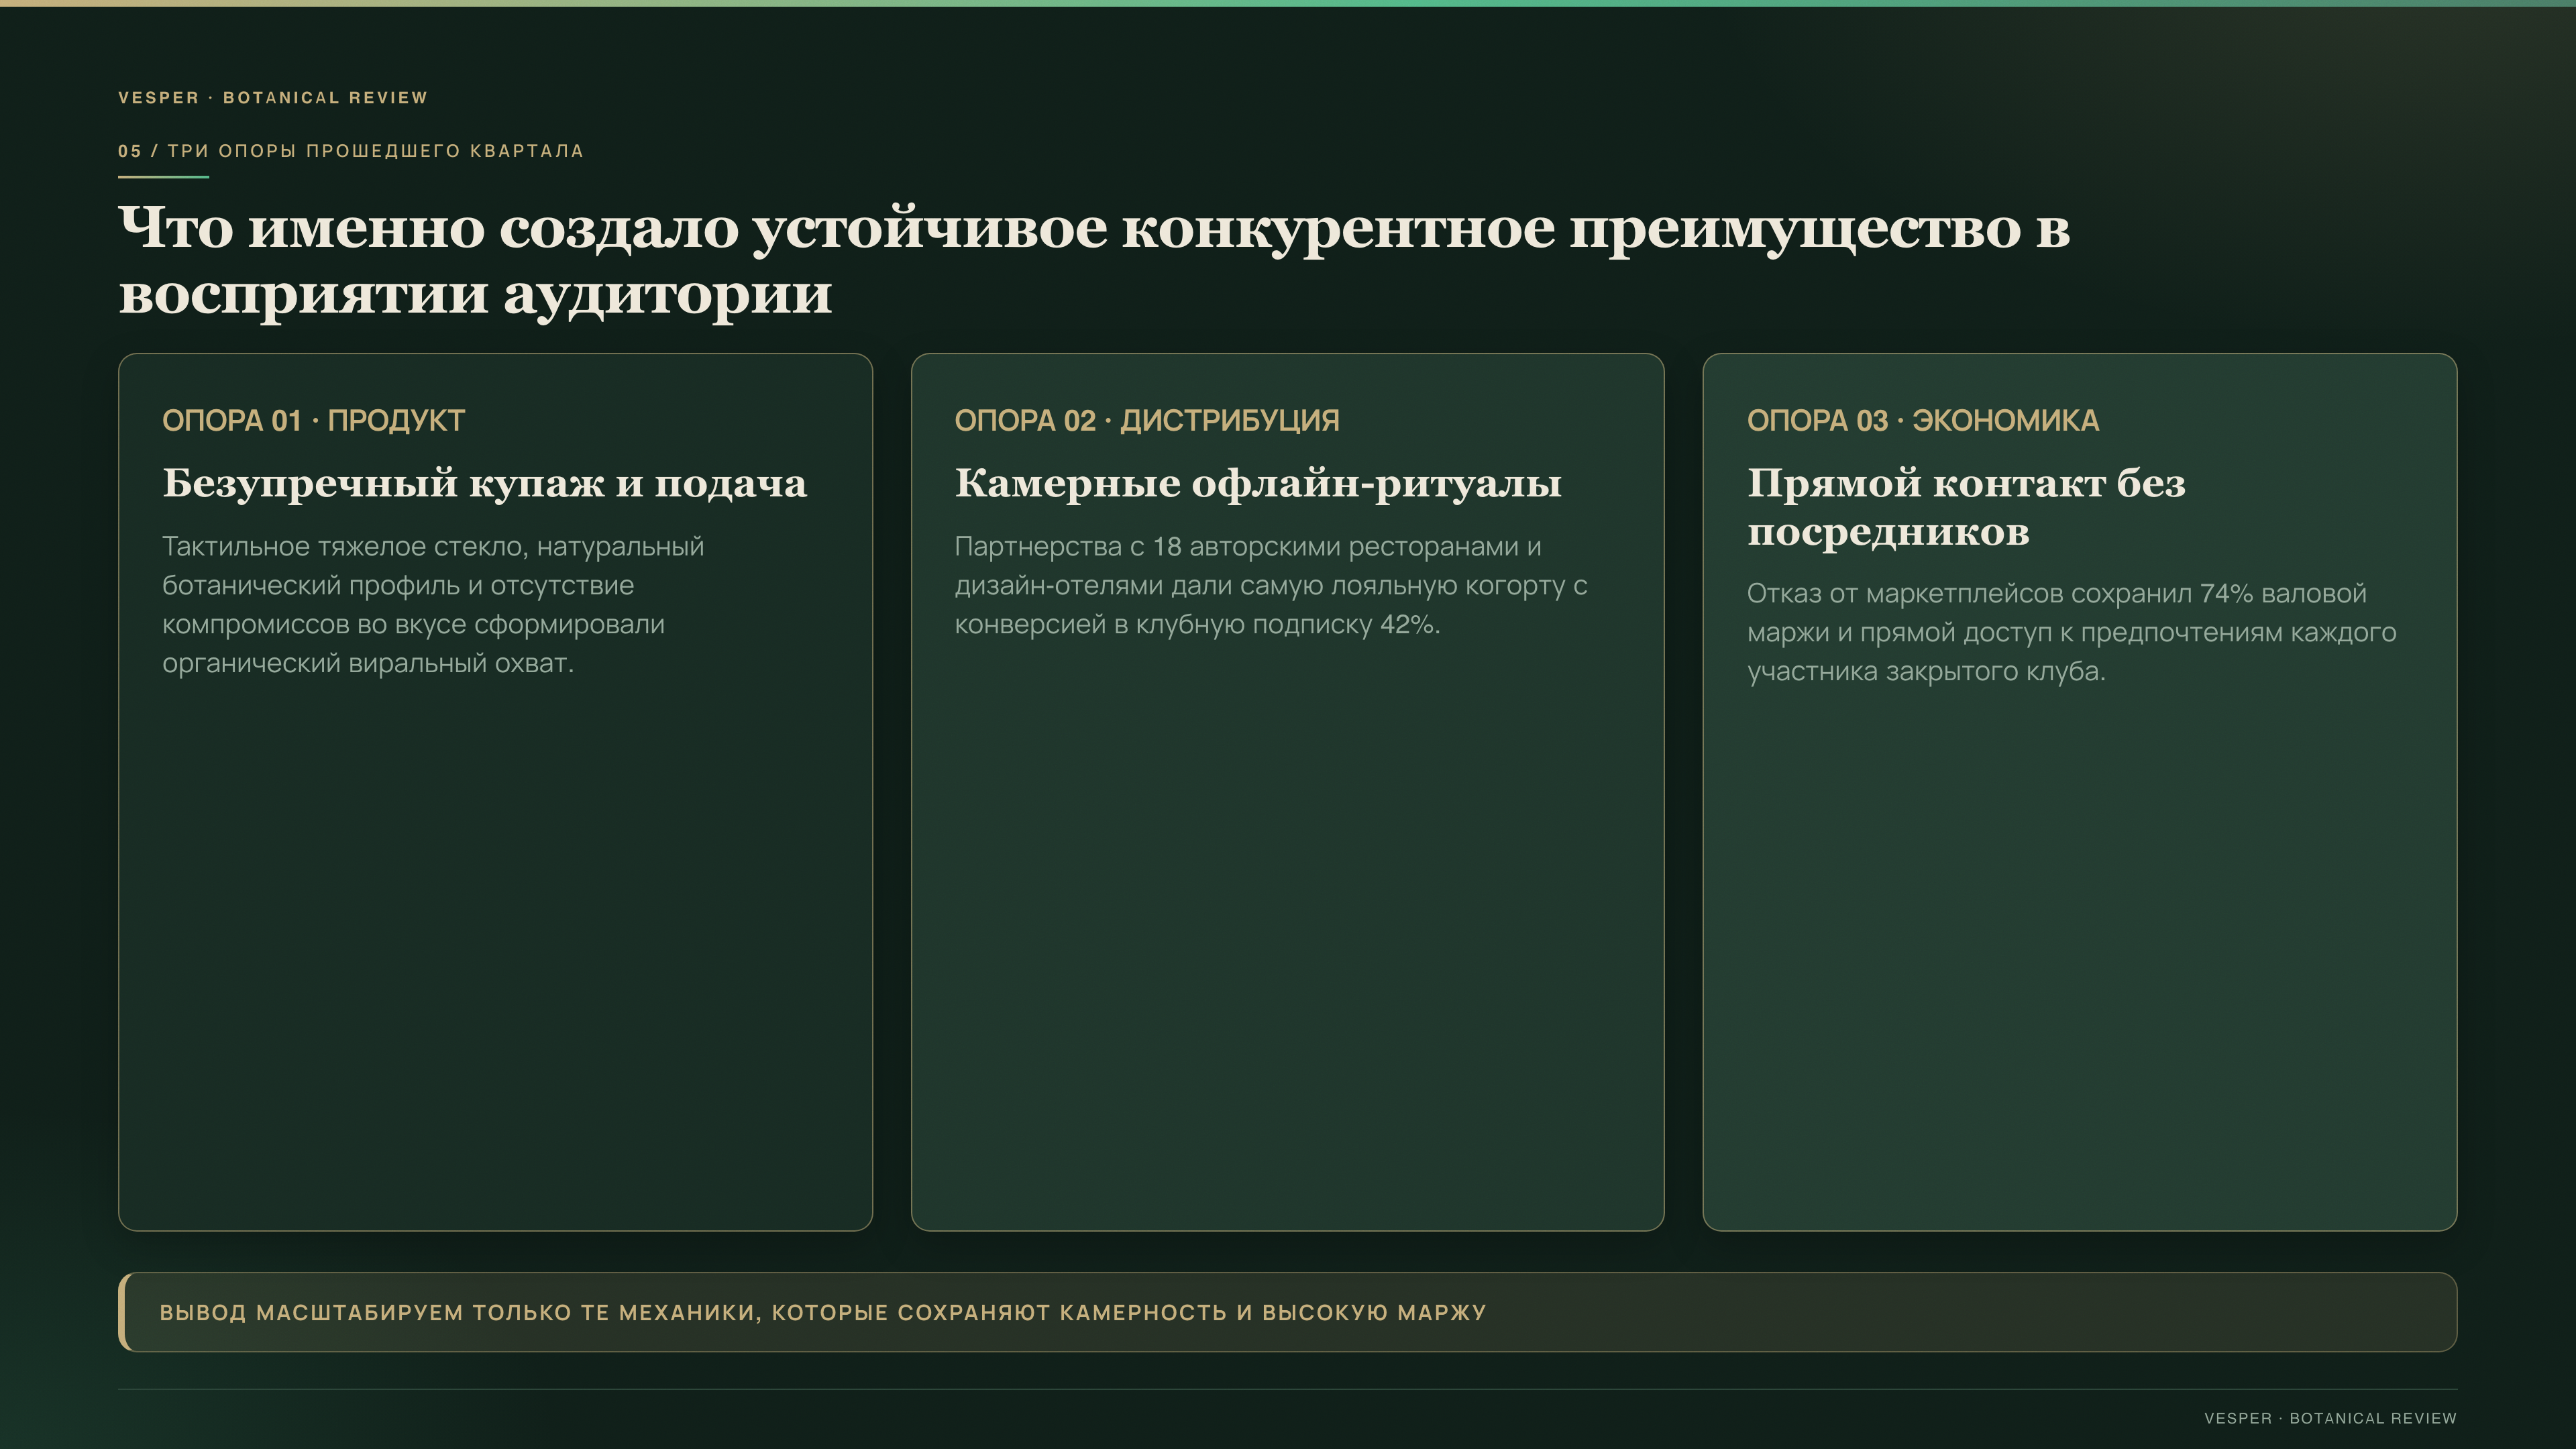 VESPER · BOTANICAL REVIEW
05 / ТРИ ОПОРЫ ПРОШЕДШЕГО КВАРТАЛА
Что именно создало устойчивое конкурентное преимущество в
восприятии аудитории
ОПОРА 01 · ПРОДУКТ
Безупречный купаж и подача
Тактильное тяжелое стекло, натуральный
ботанический профиль и отсутствие
компромиссов во вкусе сформировали
органический виральный охват.
ОПОРА 02 · ДИСТРИБУЦИЯ
Камерные офлайн-ритуалы
Партнерства с 18 авторскими ресторанами и
дизайн-отелями дали самую лояльную когорту с
конверсией в клубную подписку 42%.
ОПОРА 03 · ЭКОНОМИКА
Прямой контакт без
посредников
Отказ от маркетплейсов сохранил 74% валовой
маржи и прямой доступ к предпочтениям каждого
участника закрытого клуба.
ВЫВОД МАСШТАБИРУЕМ ТОЛЬКО ТЕ МЕХАНИКИ, КОТОРЫЕ СОХРАНЯЮТ КАМЕРНОСТЬ И ВЫСОКУЮ МАРЖУ
VESPER · BOTANICAL REVIEW